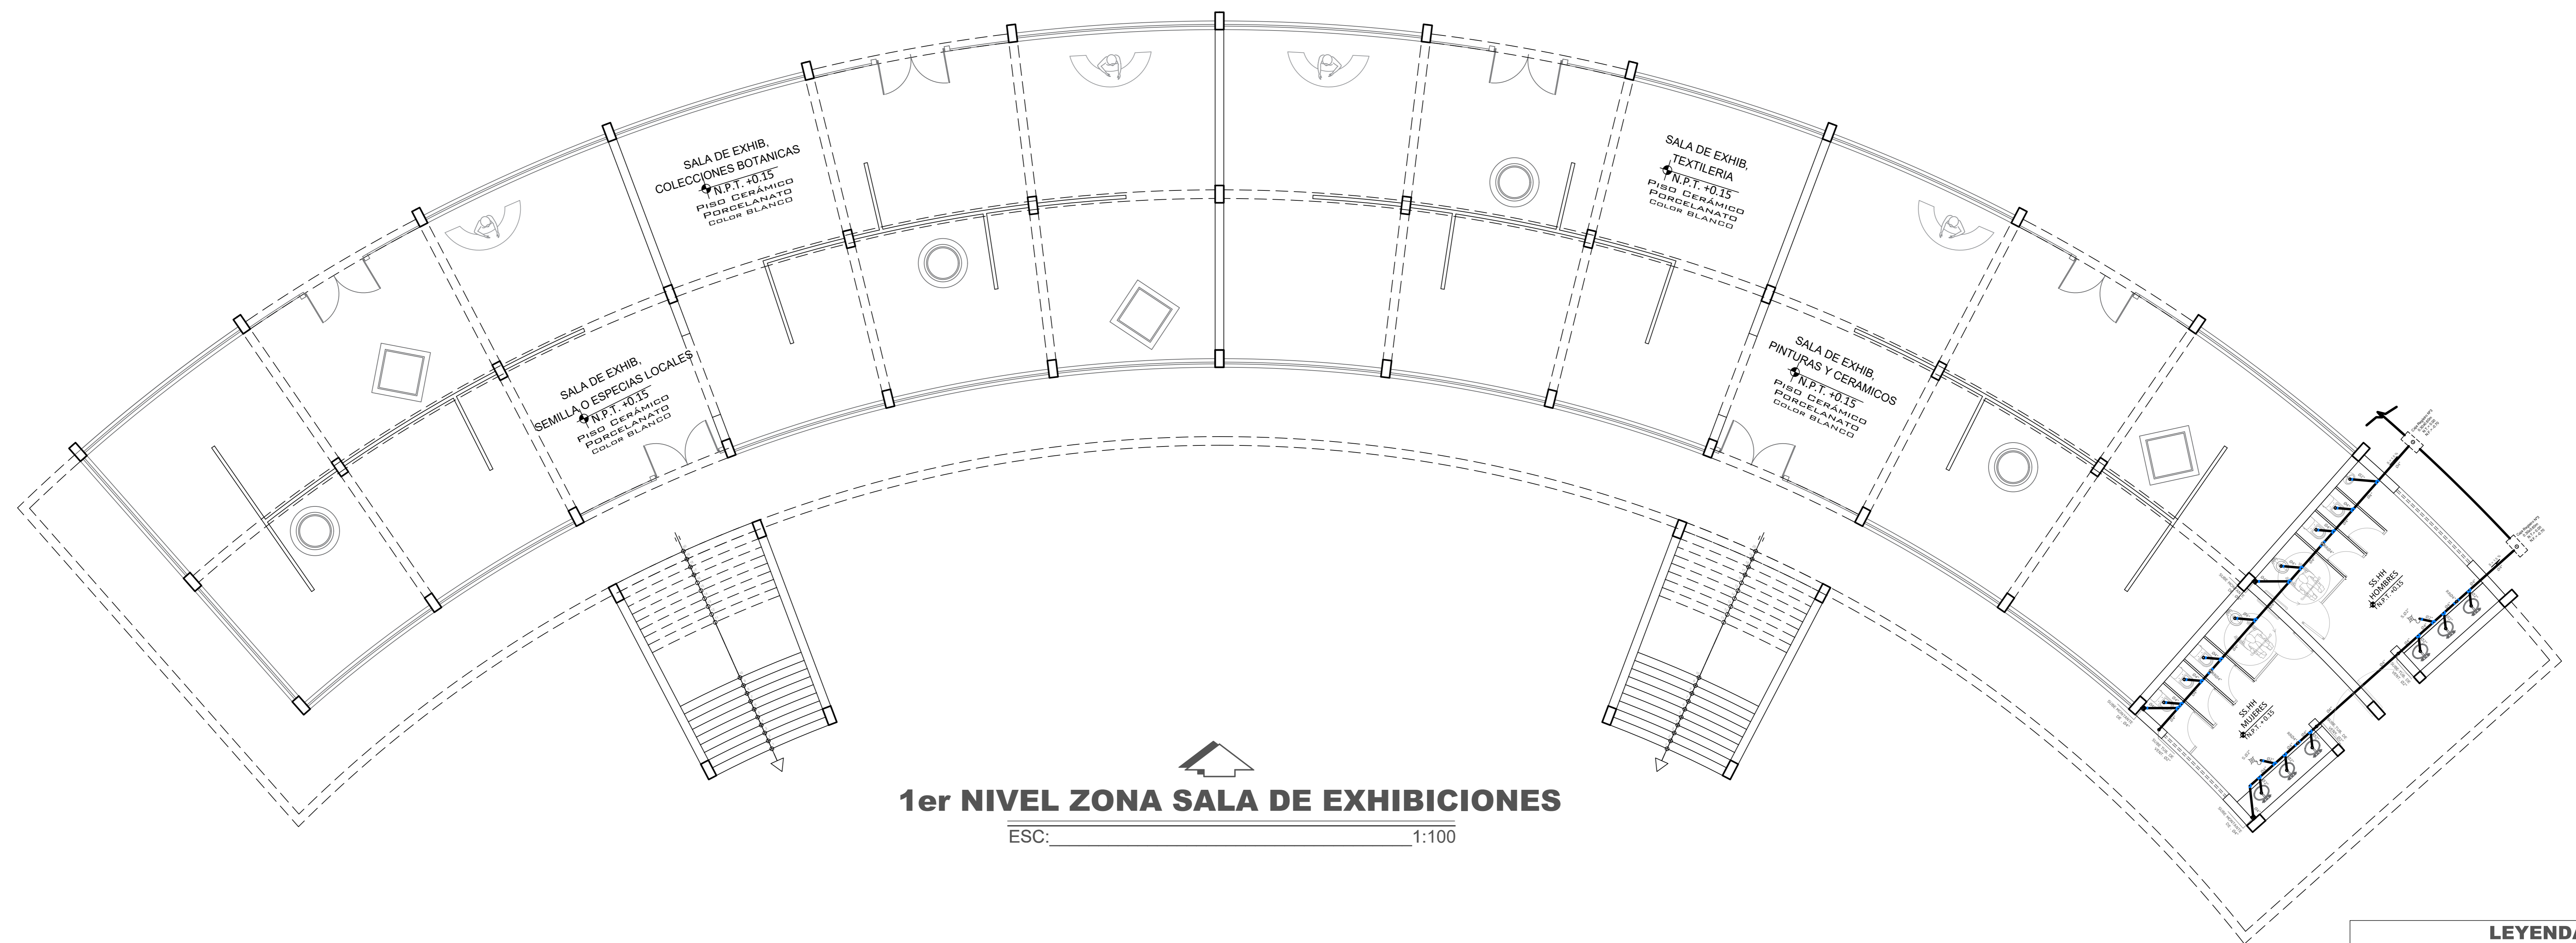 SALA DE EXHIB,
COLECCIONES BOTANICAS
N.P.T. +0.15
PISO CERÁMICO
PORCELANATO
COLOR BLANCO
SALA DE EXHIB,
TEXTILERIA
N.P.T. +0.15
PISO CERÁMICO
PORCELANATO
COLOR BLANCO
SALA DE EXHIB,
SEMILLA O ESPECIAS LOCALES
N.P.T. +0.15
PISO CERÁMICO
PORCELANATO
COLOR BLANCO
SALA DE EXHIB,
PINTURAS Y CERAMICOS
N.P.T. +0.15
PISO CERÁMICO
PORCELANATO
COLOR BLANCO
SS.HH
HOMBRES
N.P.T. +0.15
SS.HH
MUJERES
N.P.T. +0.15
1er NIVEL ZONA SALA DE EXHIBICIONES
ESC: 1:100
LEYENDA